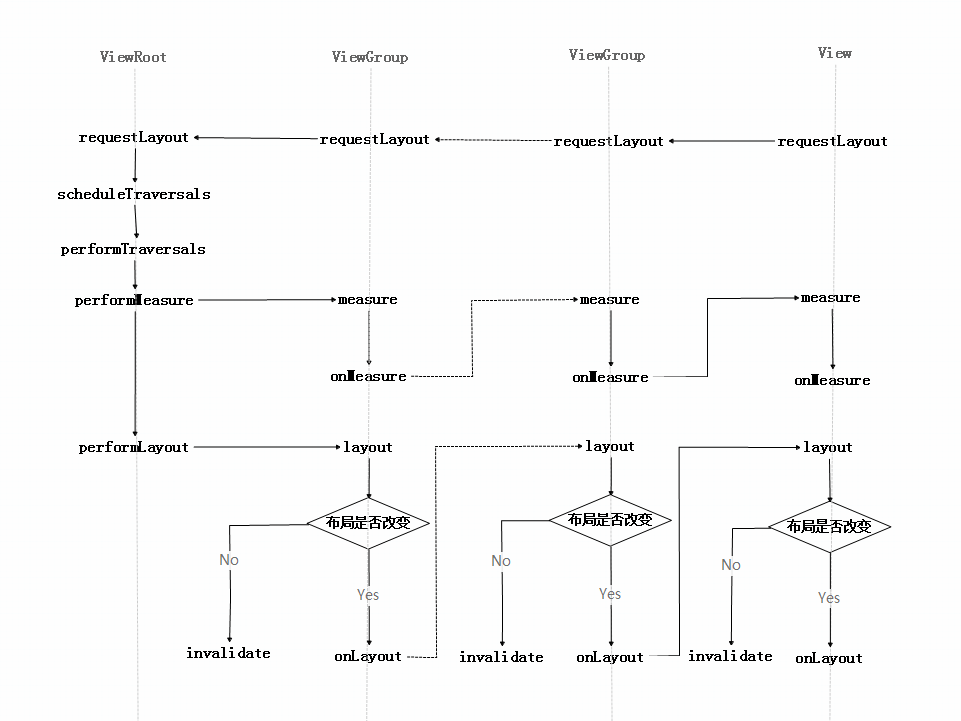 ViewRoot
ViewGroup
ViewGroup
View
requestLayout
requestLayout
requestLayout
requestLayout
scheduleTraversals
performTraversals
performMeasure
measure
measure
measure
onMeasure
onMeasure
onMeasure
performLayout
layout
layout
layout
布局是否改变
布局是否改变
布局是否改变
No
No
No
Yes
Yes
Yes
invalidate
onLayout
invalidate
onLayout
invalidate
onLayout